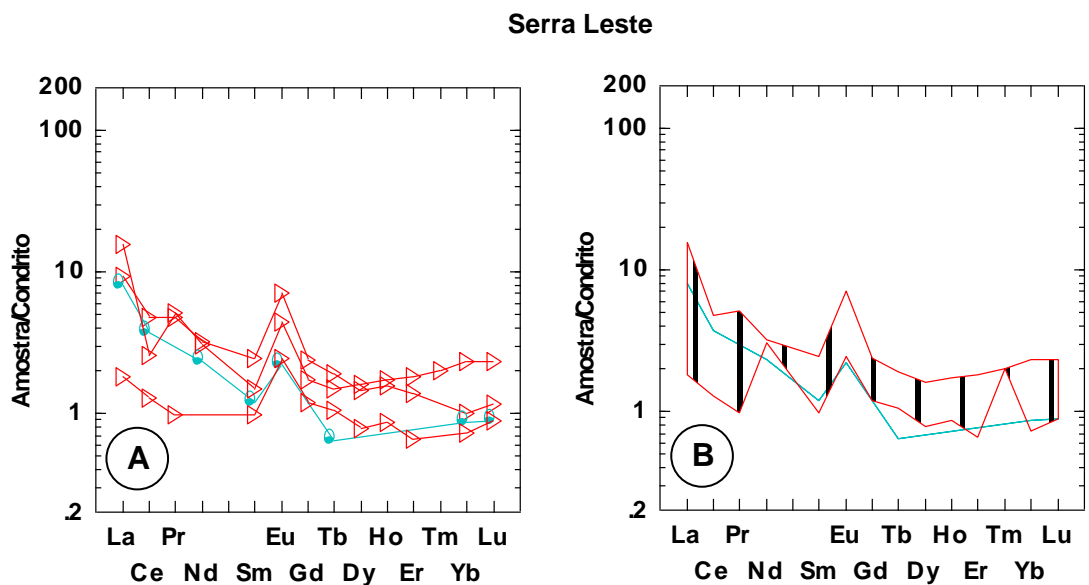 Serra Leste
200
100
10
1
.2
Amostra/Condrito
A
La Pr Eu Tb Ho Tm Lu
Ce Nd Sm Gd Dy Er Yb
200
100
10
1
.2
Amostra/Condrito
B
La Pr Eu Tb Ho Tm Lu
Ce Nd Sm Gd Dy Er Yb